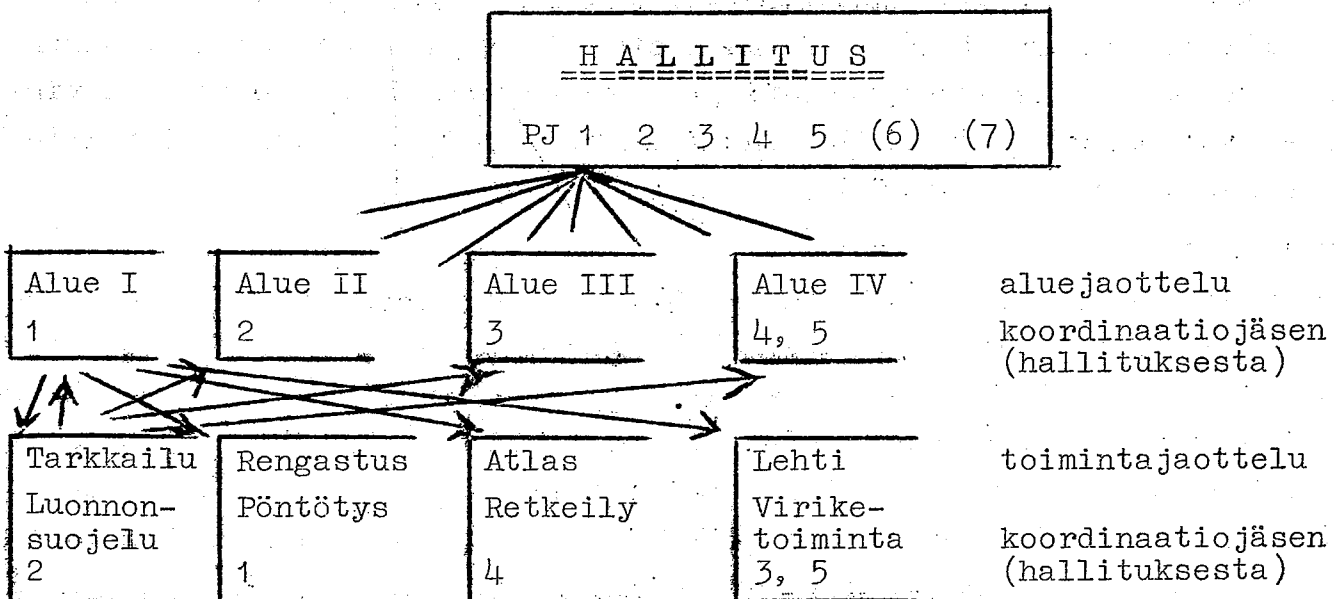 HALLITUS
PJ 1 2 3 4 5 (6) (7)
Alue I Alue II Alue III Alue IV aluejaottelu
1 2 3 4, 5 koordinaatiojäsen
(hallituksesta)
Tarkkailu Rengastus Atlas Lehti toimintajaottelu
Luonnon- Pöntötys Retkeily Virike-
suojelu toiminta koordinaatiojäsen
2 1 4 3, 5 (hallituksesta)